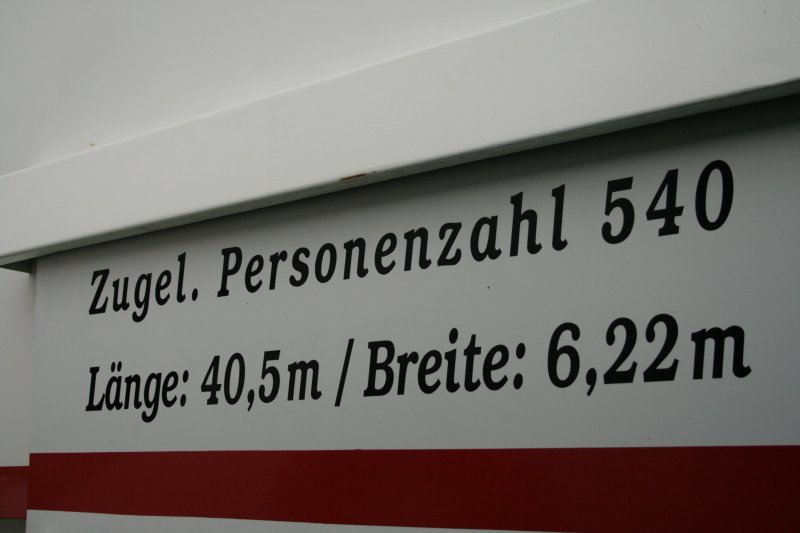 Zugel. Personenzahl 540
Länge: 40,5m / Breite: 6,22m